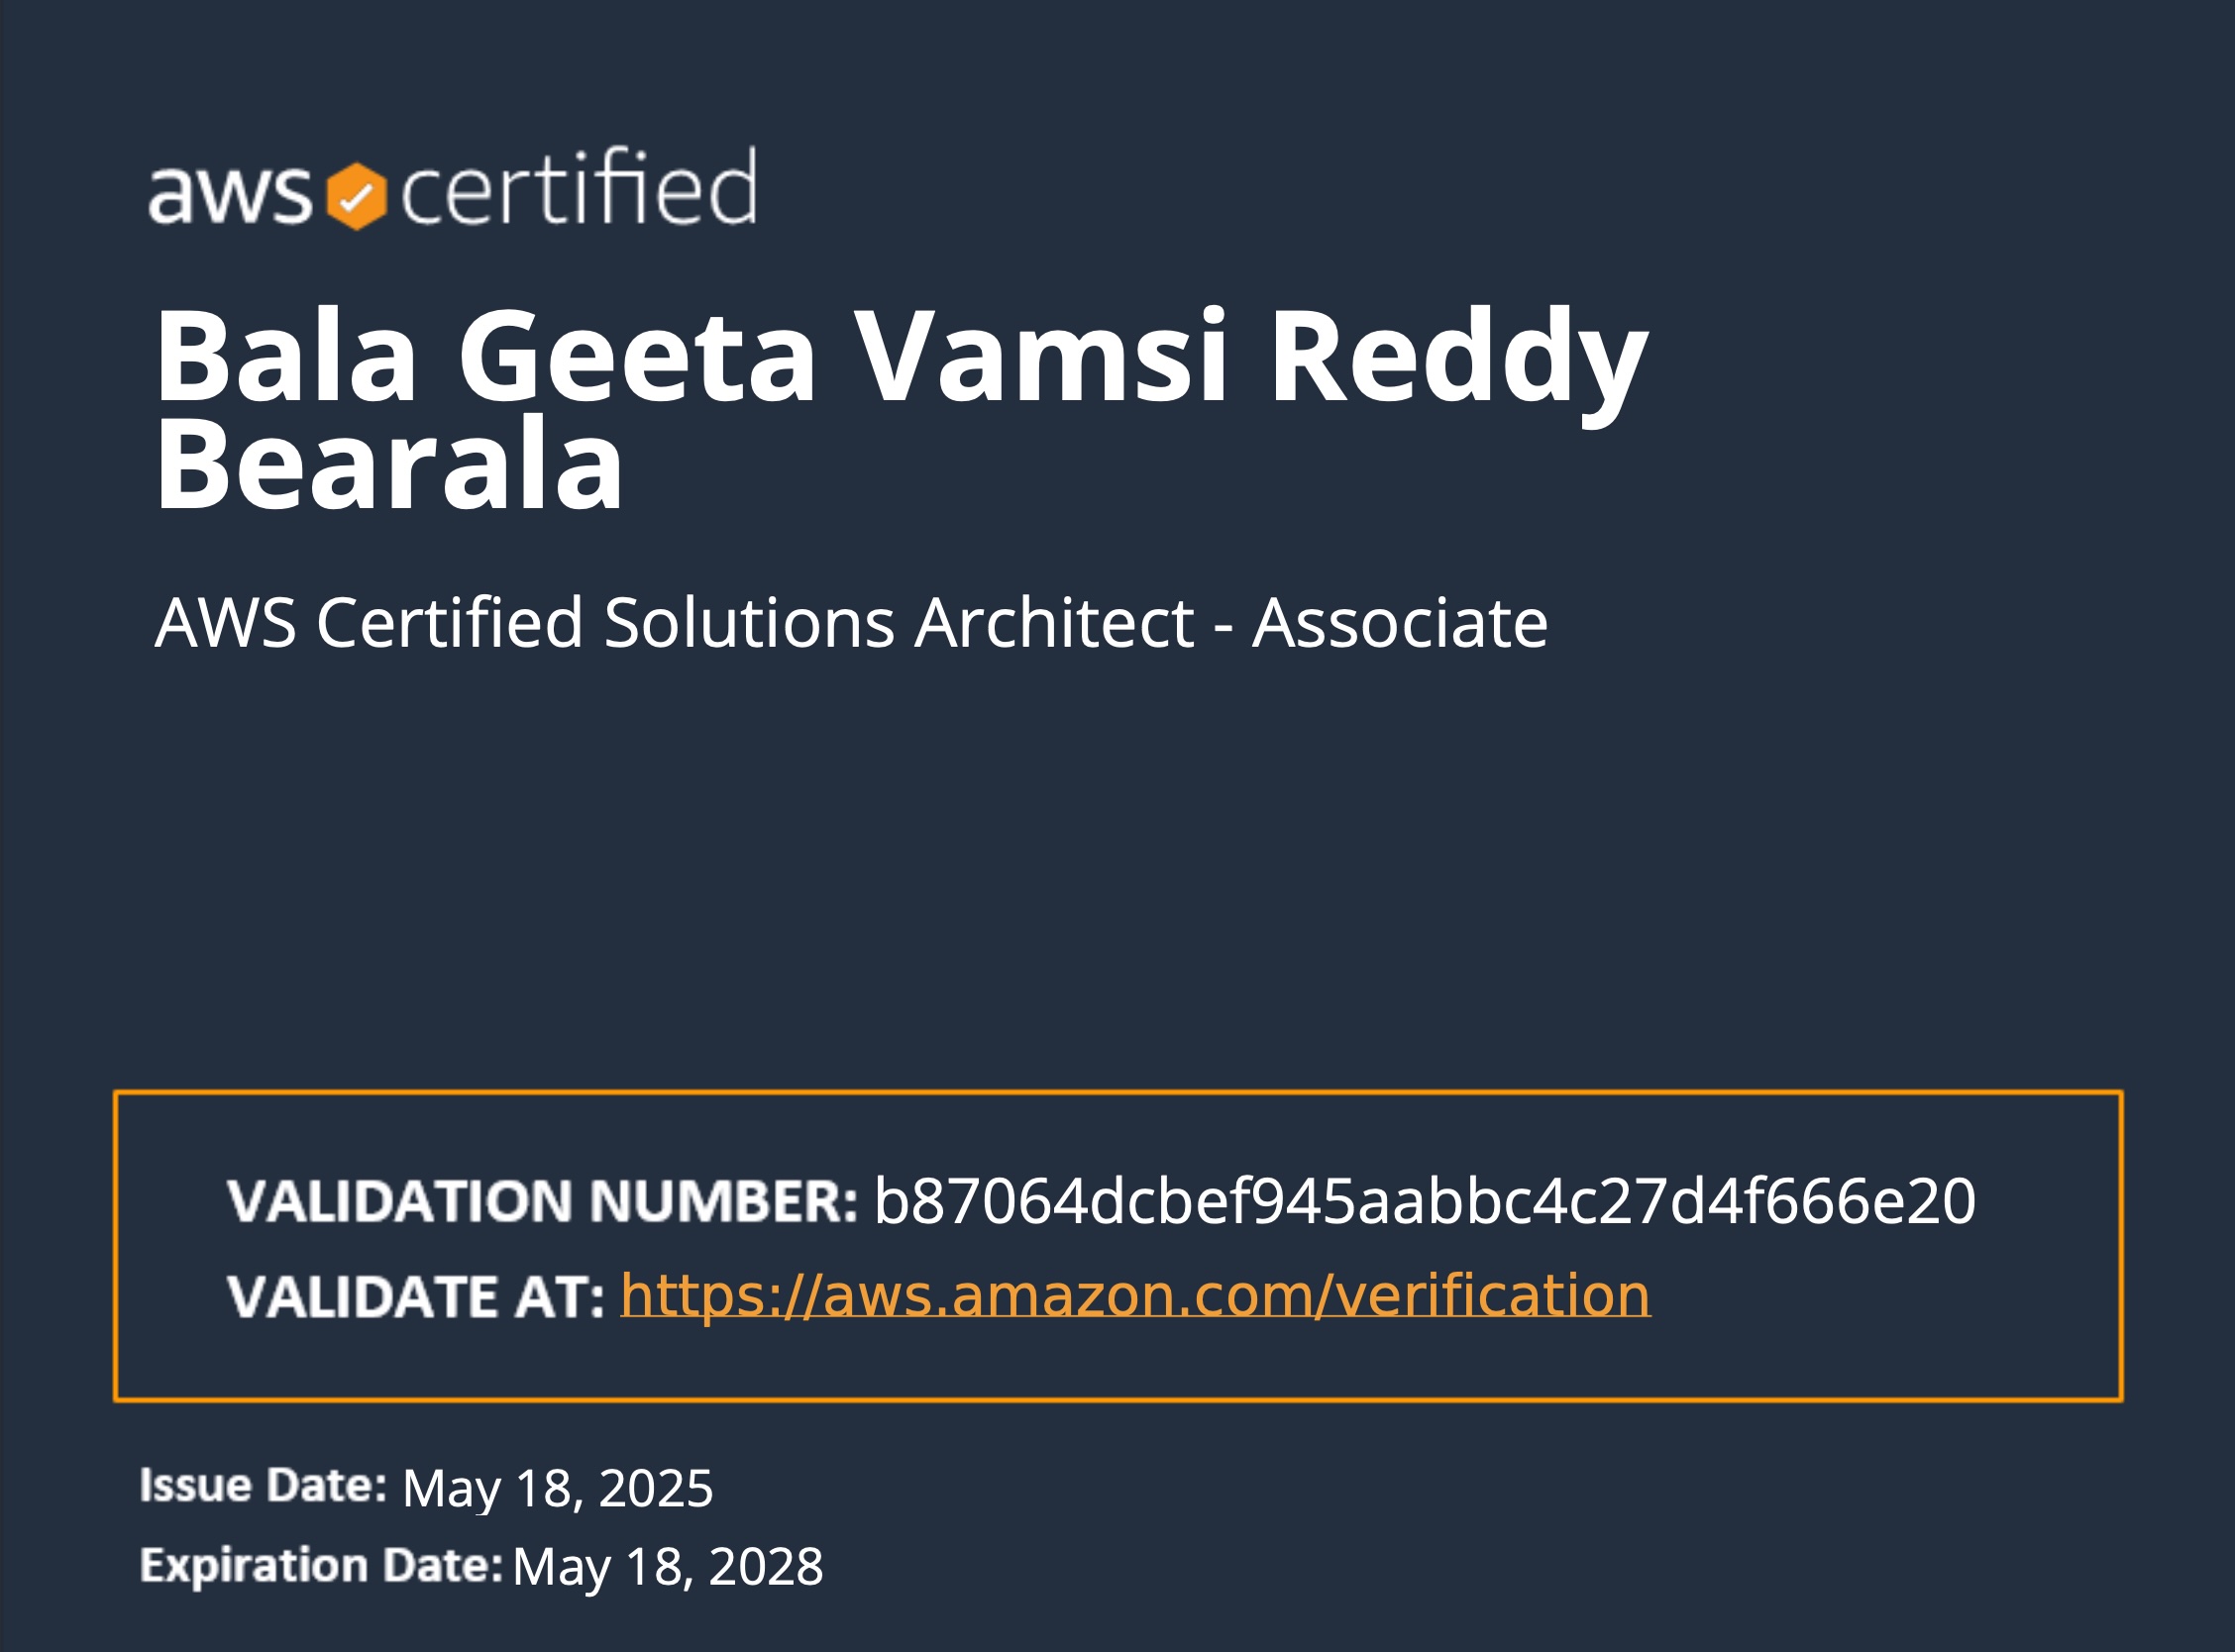 aws certified
Bala Geeta Vamsi Reddy
Bearala
AWS Certified Solutions Architect - Associate
VALIDATION NUMBER: b87064dcbef945aabbc4c27d4f666e20
VALIDATE AT: https://aws.amazon.com/verification
Issue Date: May 18, 2025
Expiration Date: May 18, 2028